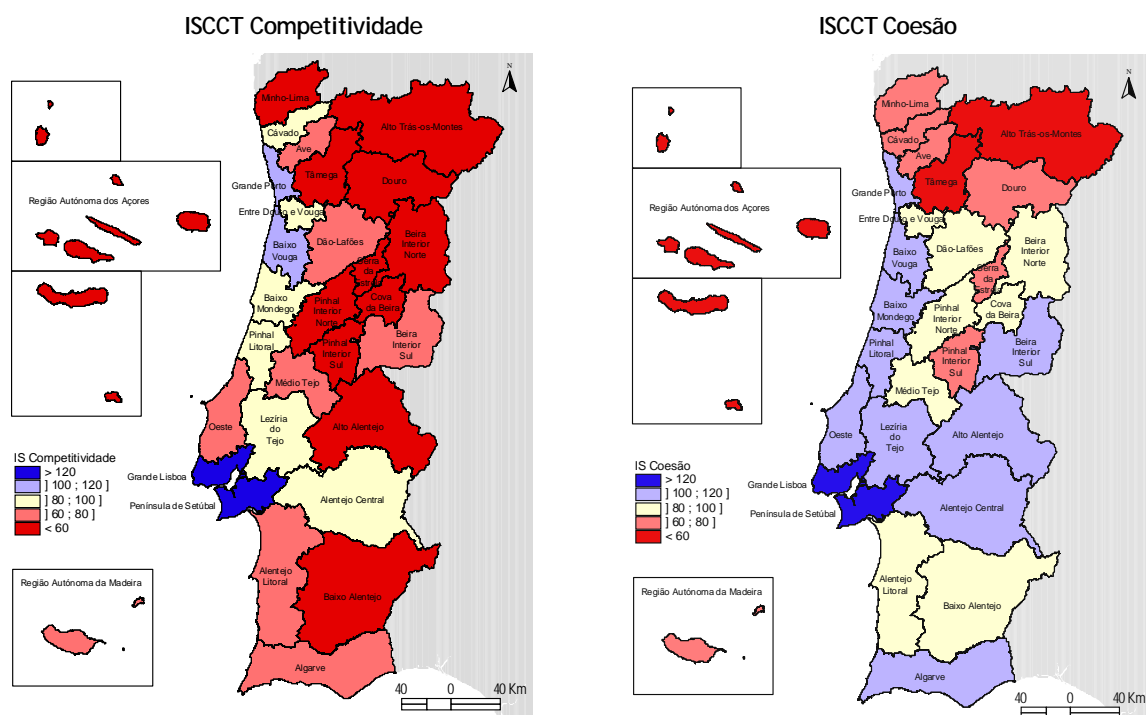 ISCCT Competitividade
N
Minho-Lima
Alto Trás-os-Montes
Cávado
Ave
Tâmega
Douro
Grande Porto
Região Autónoma dos Açores
Entre Douro e Vouga
Baixo
Vouga
Dão-Lafões
Beira
Interior
Norte
Serra
da
Estrela
Baixo
Mondego
Pinhal
Interior
Norte
Cova
da Beira
Pinhal
Litoral
Pinhal
Interior
Sul
Beira
Interior
Sul
Médio Tejo
Oeste
Lezíria
do
Tejo
Alto Alentejo
IS Competitividade
> 120
] 100 ; 120 ]
] 80 ; 100 ]
] 60 ; 80 ]
< 60
Grande Lisboa
Península de Setúbal
Alentejo Central
Alentejo
Litoral
Baixo Alentejo
Região Autónoma da Madeira
Algarve
40 0 40 Km
ISCCT Coesão
N
Minho-Lima
Alto Trás-os-Montes
Cávado
Ave
Tâmega
Douro
Grande Porto
Região Autónoma dos Açores
Entre Douro e Vouga
Baixo
Vouga
Dão-Lafões
Beira Interior
Norte
Serra
da
Estrela
Baixo
Mondego
Pinhal
Interior
Norte
Cova
da Beira
Pinhal
Litoral
Pinhal
Interior
Sul
Beira
Interior
Sul
Médio Tejo
Oeste
Lezíria
do
Tejo
Alto Alentejo
IS Coesão
> 120
] 100 ; 120 ]
] 80 ; 100 ]
] 60 ; 80 ]
< 60
Grande Lisboa
Península de Setúbal
Alentejo Central
Alentejo
Litoral
Baixo Alentejo
Região Autónoma da Madeira
Algarve
40 0 40 Km